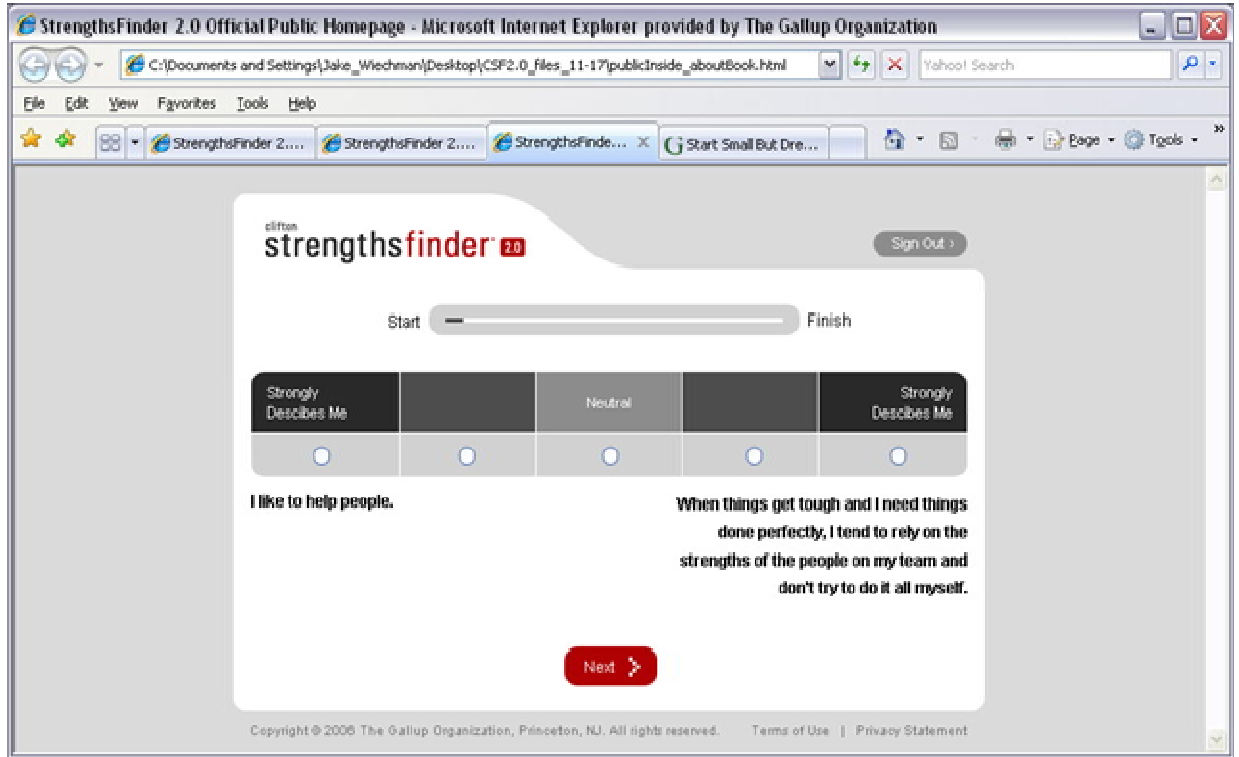 StrengthsFinder 2.0 Official Public Homepage - Microsoft Internet Explorer provided by The Gallup Organization
C:\Documents and Settings\Jake_Wiechman\Desktop\CSF2.0_files_11-17\publicInside_aboutBook.html
Yahoo! Search
File Edit View Favorites Tools Help
StrengthsFinder 2.... StrengthsFinder 2.... StrengthsFinde... Start Small But Dre... Page Tools
clifton
strengthsfinder 2.0
Sign Out ›
Start Finish
Strongly
Descibes Me
Neutral
Strongly
Descibes Me
I like to help people.
When things get tough and I need things
done perfectly, I tend to rely on the
strengths of the people on my team and
don't try to do it all myself.
Next
Copyright © 2006 The Gallup Organization, Princeton, NJ. All rights reserved. Terms of Use | Privacy Statement